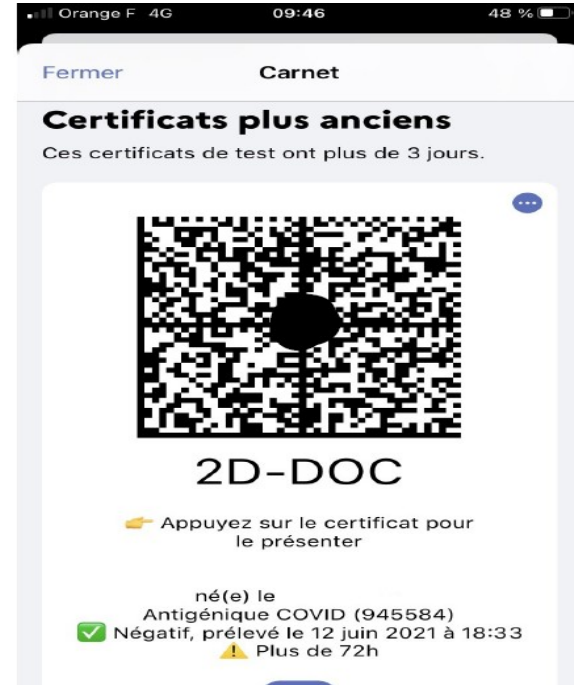 Orange F 4G 09:46 48 %
Fermer Carnet
Certificats plus anciens
Ces certificats de test ont plus de 3 jours.
2D-DOC
👉 Appuyez sur le certificat pour
le présenter
né(e) le
Antigénique COVID (945584)
✅ Négatif, prélevé le 12 juin 2021 à 18:33
⚠️ Plus de 72h